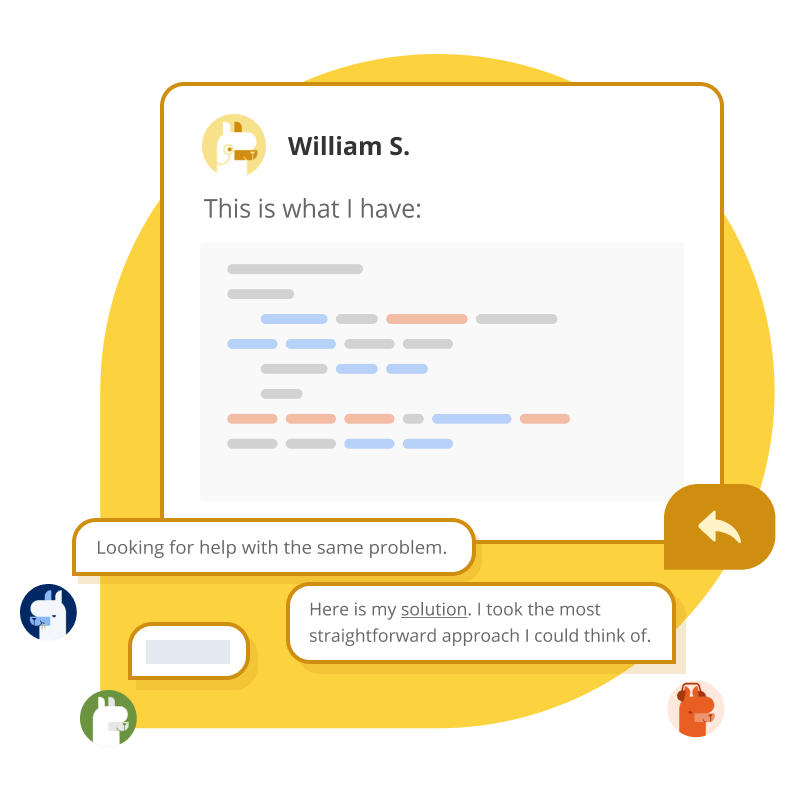 William S.
This is what I have:
Looking for help with the same problem.
Here is my solution. I took the most
straightforward approach I could think of.